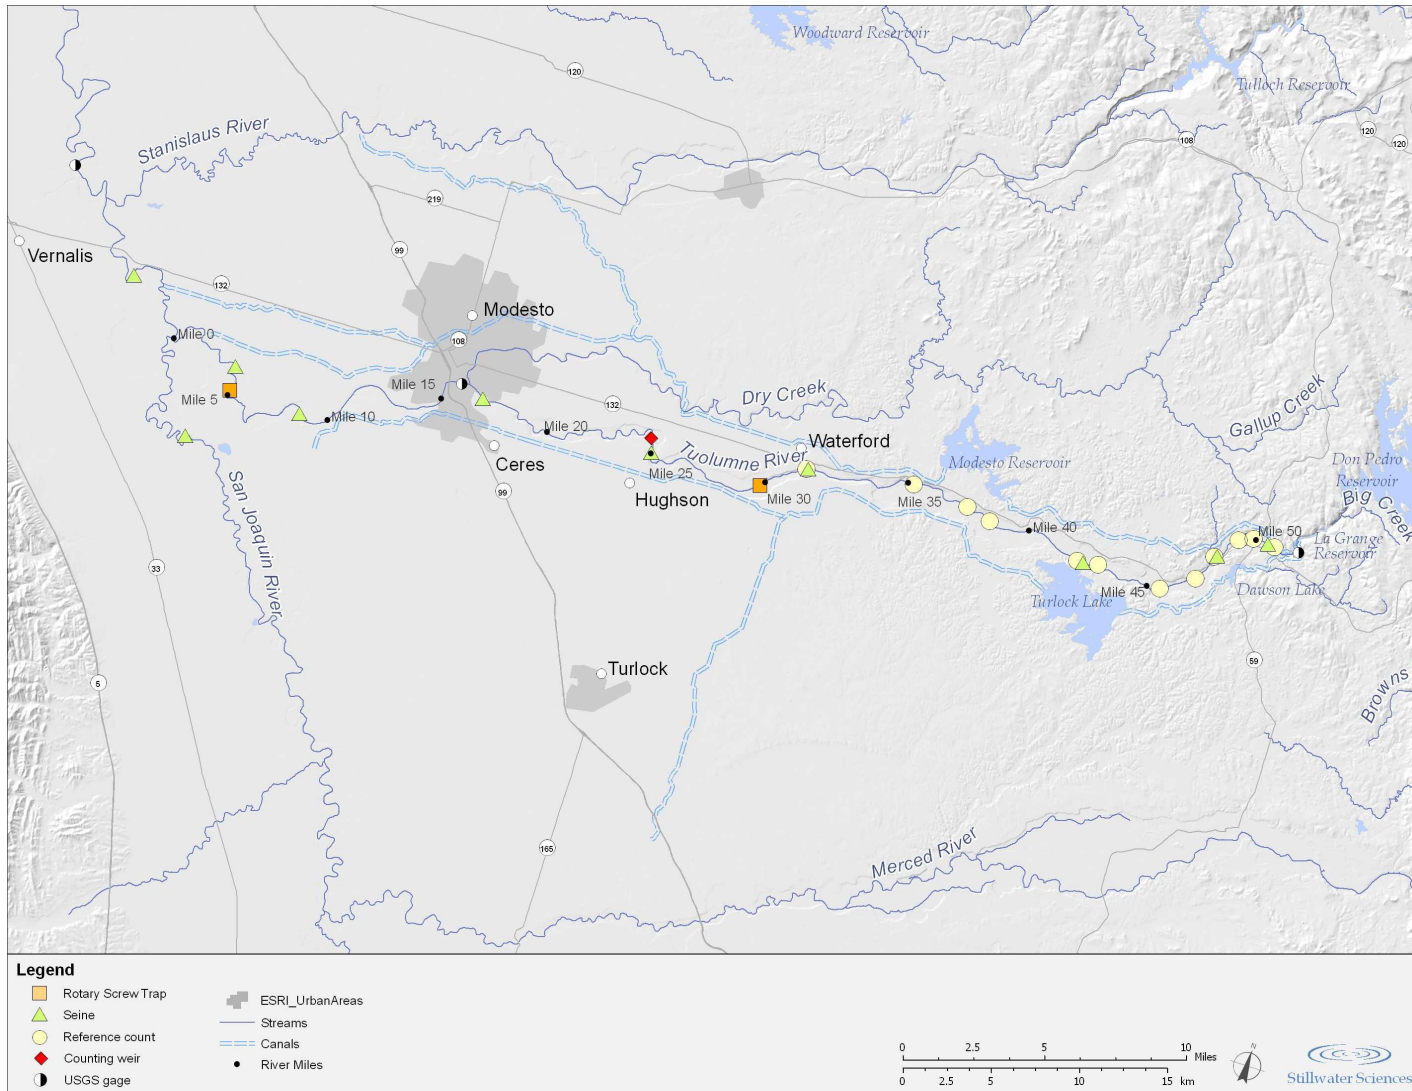 Woodward Reservoir
120
Tulloch Reservoir
Stanislaus River
120
108
120
219
99
Vernalis
132
Modesto
Mile 0
108
Mile 15
Mile 5
132
Dry Creek
Gallup Creek
Mile 10
Mile 20
Waterford
Tuolumne River
Modesto Reservoir
Don Pedro
Reservoir
Ceres
Mile 25
Hughson
Mile 30
Mile 35
Big Creek
99
San Joaquin River
Mile 40
Mile 50
La Grange
Reservoir
33
Turlock Lake
Mile 45
Dawson Lake
5
Turlock
59
Browns
165
Merced River
Legend
Rotary Screw Trap
Seine
Reference count
Counting weir
USGS gage
ESRI_UrbanAreas
Streams
Canals
River Miles
0 2.5 5 10
Miles
0 2.5 5 10 15 km
Stillwater Sciences